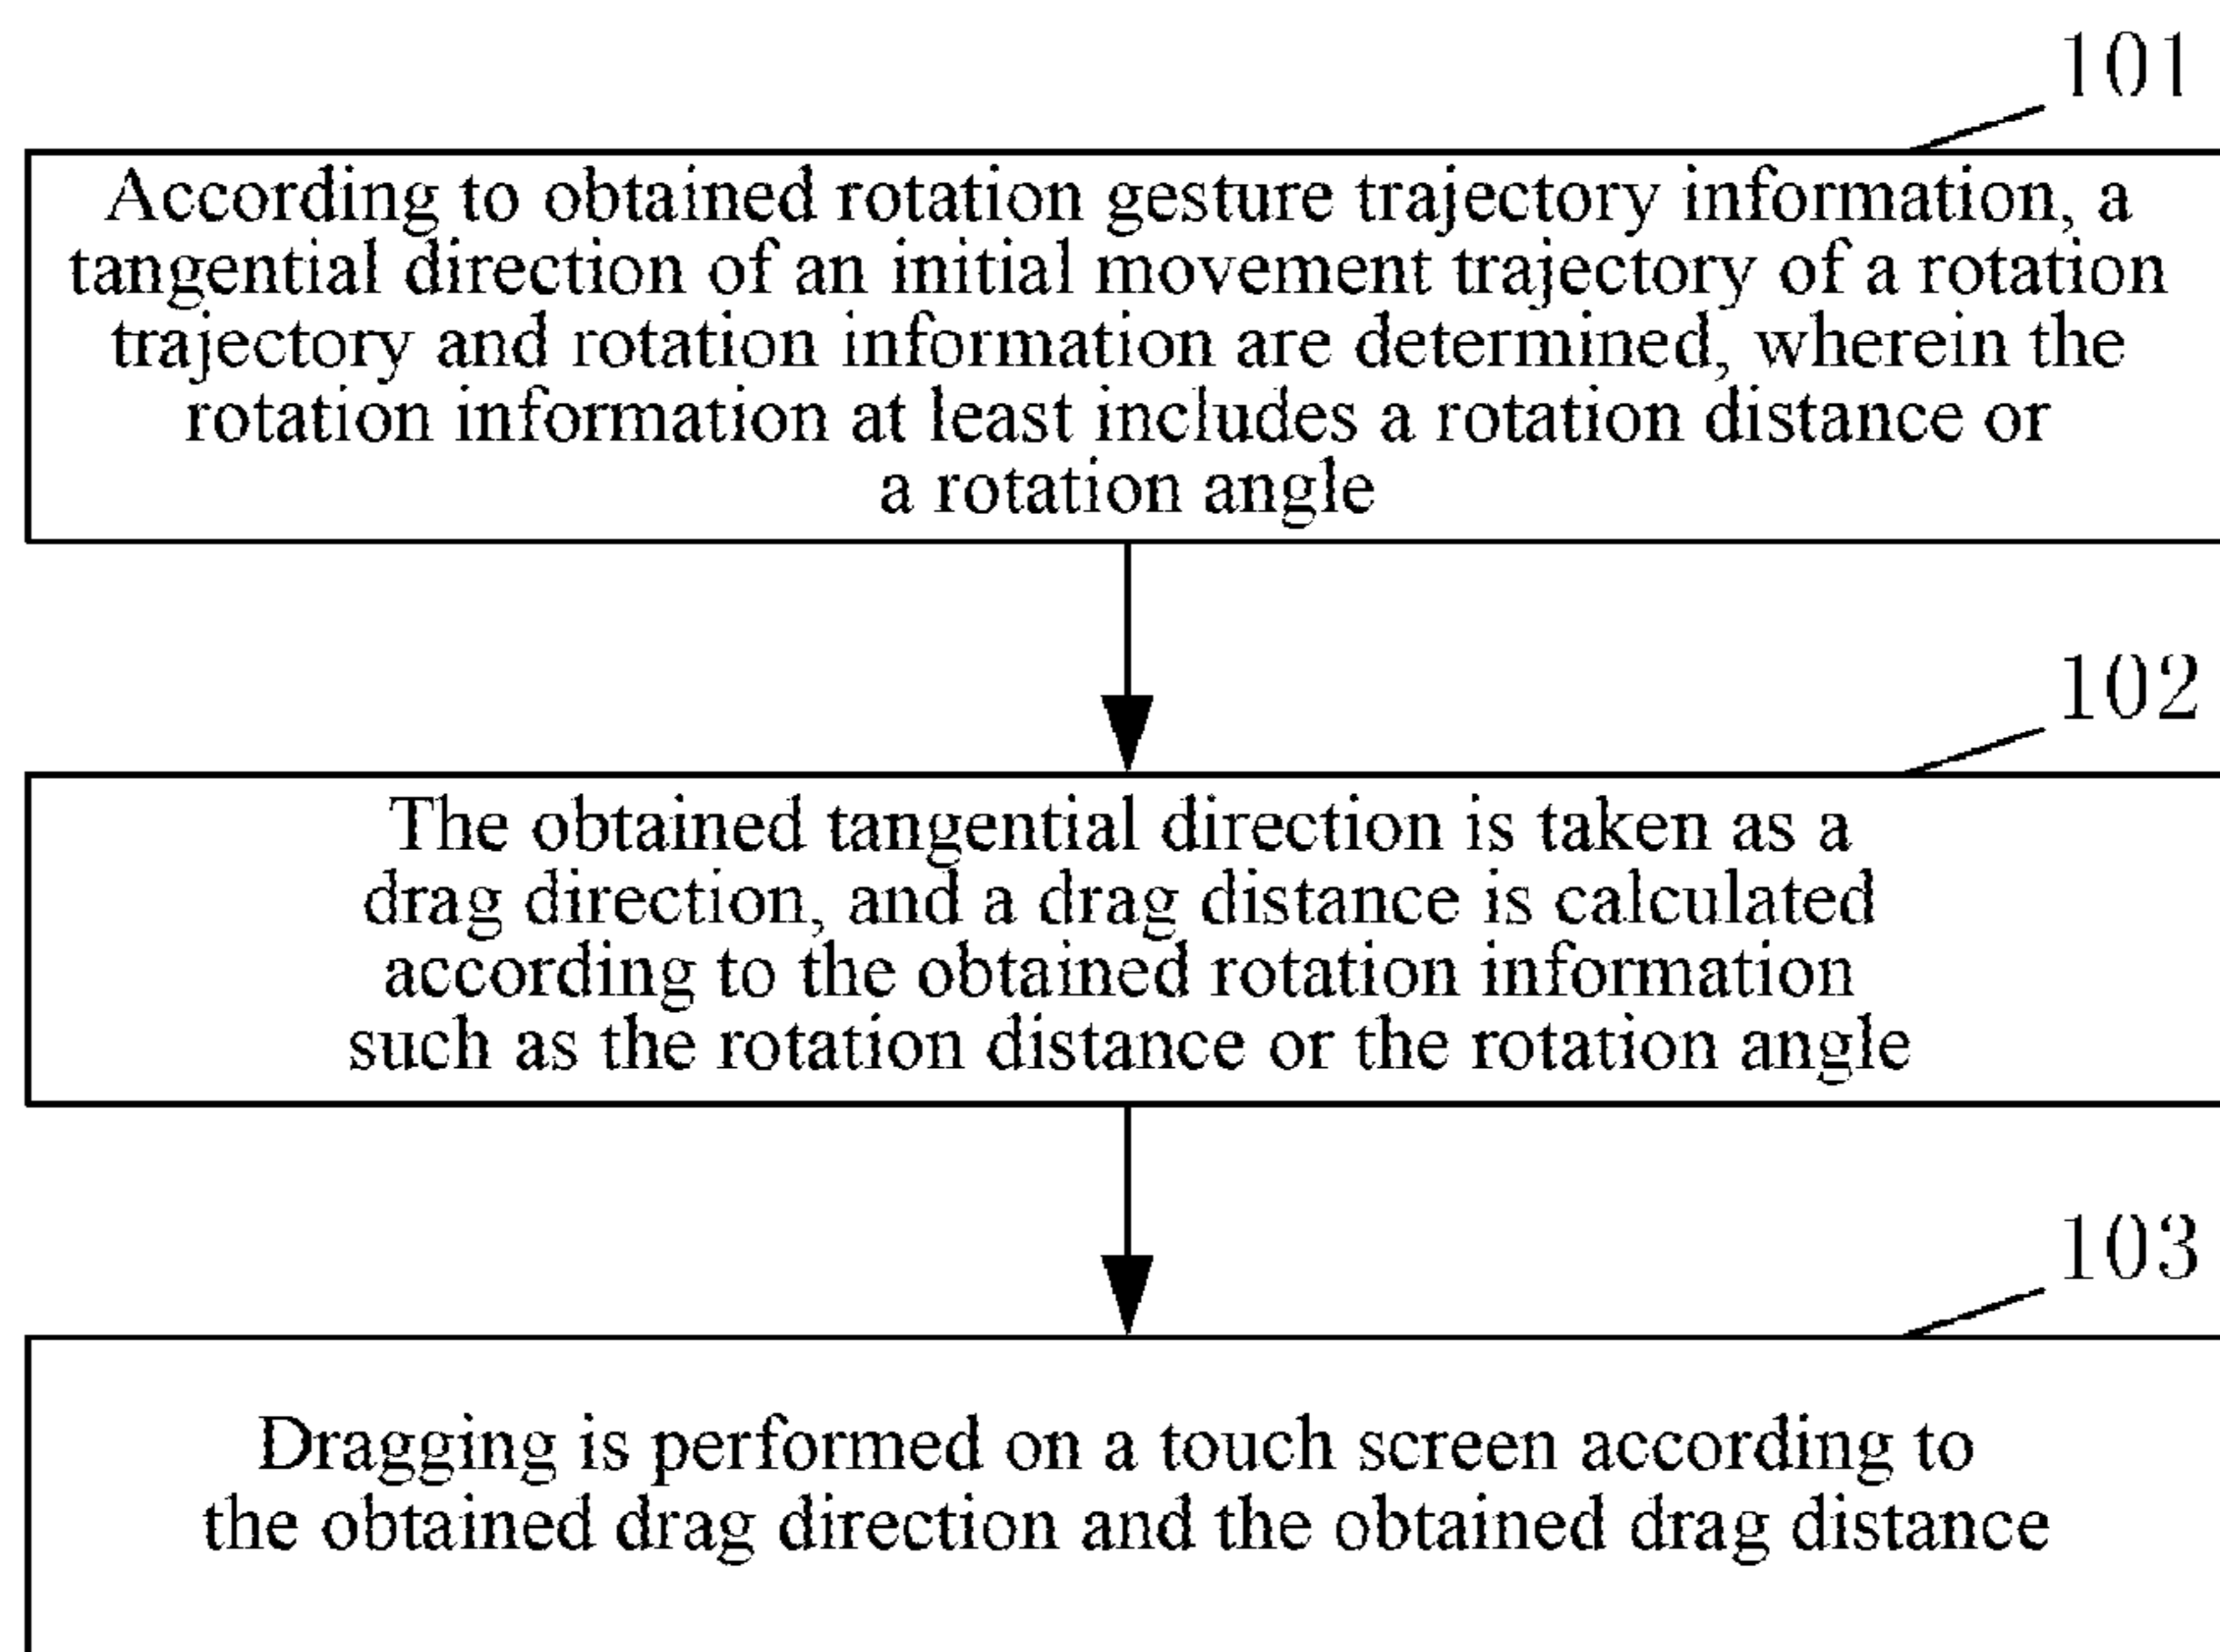 101
According to obtained rotation gesture trajectory information, a
tangential direction of an initial movement trajectory of a rotation
trajectory and rotation information are determined, wherein the
rotation information at least includes a rotation distance or
a rotation angle
102
The obtained tangential direction is taken as a
drag direction, and a drag distance is calculated
according to the obtained rotation information
such as the rotation distance or the rotation angle
103
Dragging is performed on a touch screen according to
the obtained drag direction and the obtained drag distance